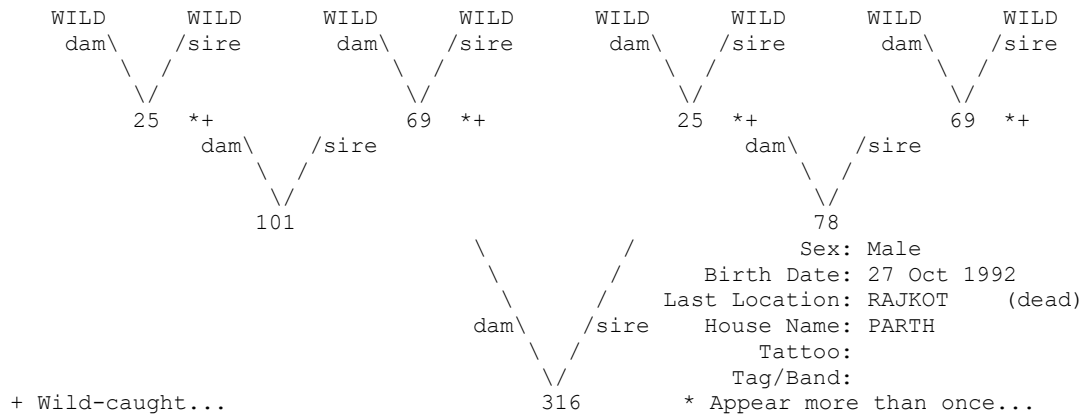 WILD WILD WILD WILD WILD WILD WILD WILD
dam\ /sire dam\ /sire dam\ /sire dam\ /sire
25 *+ 69 *+ 25 *+ 69 *+
dam\ /sire dam\ /sire
101 78
Sex: Male
Birth Date: 27 Oct 1992
Last Location: RAJKOT (dead)
dam\ /sire House Name: PARTH
Tattoo:
Tag/Band:
+ Wild-caught... 316 * Appear more than once...